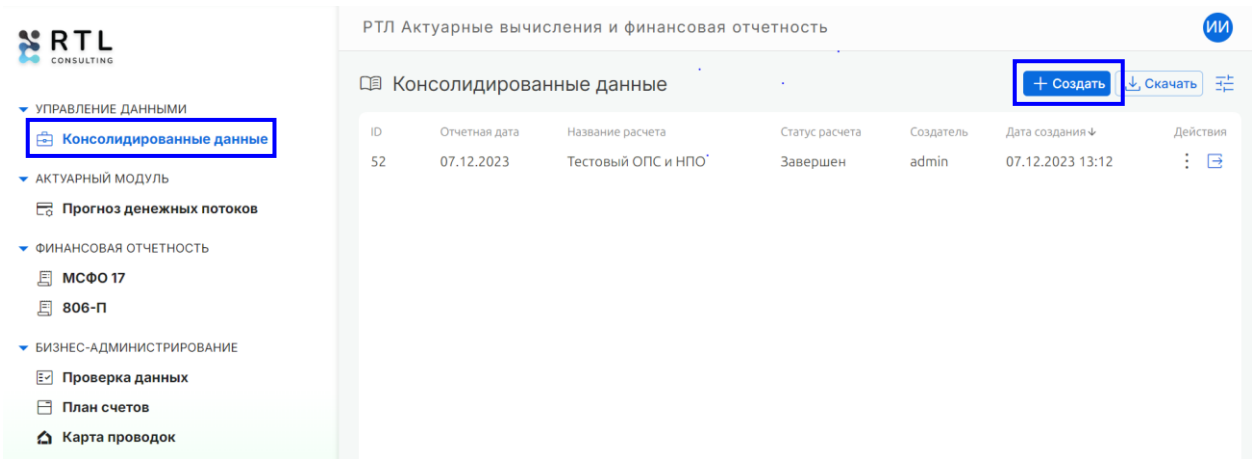 RTL
CONSULTING
УПРАВЛЕНИЕ ДАННЫМИ
Консолидированные данные
АКТУАРНЫЙ МОДУЛЬ
Прогноз денежных потоков
ФИНАНСОВАЯ ОТЧЕТНОСТЬ
МСФО 17
806-П
БИЗНЕС-АДМИНИСТРИРОВАНИЕ
Проверка данных
План счетов
Карта проводок
РТЛ Актуарные вычисления и финансовая отчетность ИИ
Консолидированные данные + Создать Скачать
ID Отчетная дата Название расчета Статус расчета Создатель Дата создания↓ Действия
52 07.12.2023 Тестовый ОПС и НПО Завершен admin 07.12.2023 13:12